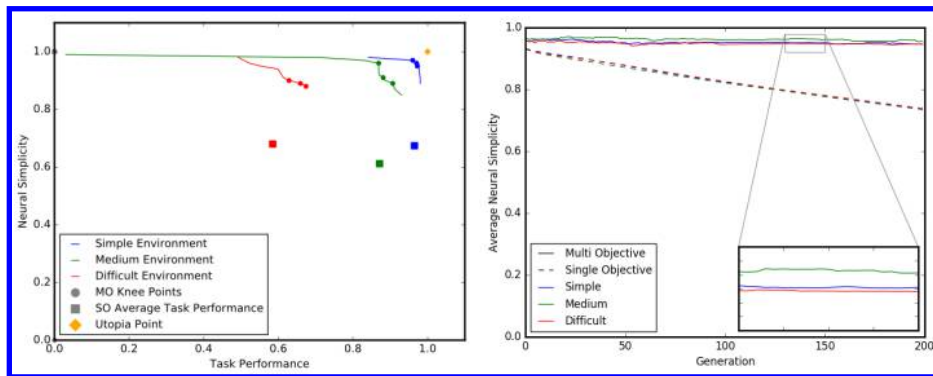 1.0
0.8
0.6
0.4
0.2
0.0
Neural Simplicity
Simple Environment
Medium Environment
Difficult Environment
MO Knee Points
SO Average Task Performance
Utopia Point
0.0 0.2 0.4 0.6 0.8 1.0
Task Performance
1.0
0.8
0.6
0.4
0.2
0.0
Average Neural Simplicity
Multi Objective
Single Objective
Simple
Medium
Difficult
0 50 100 150 200
Generation